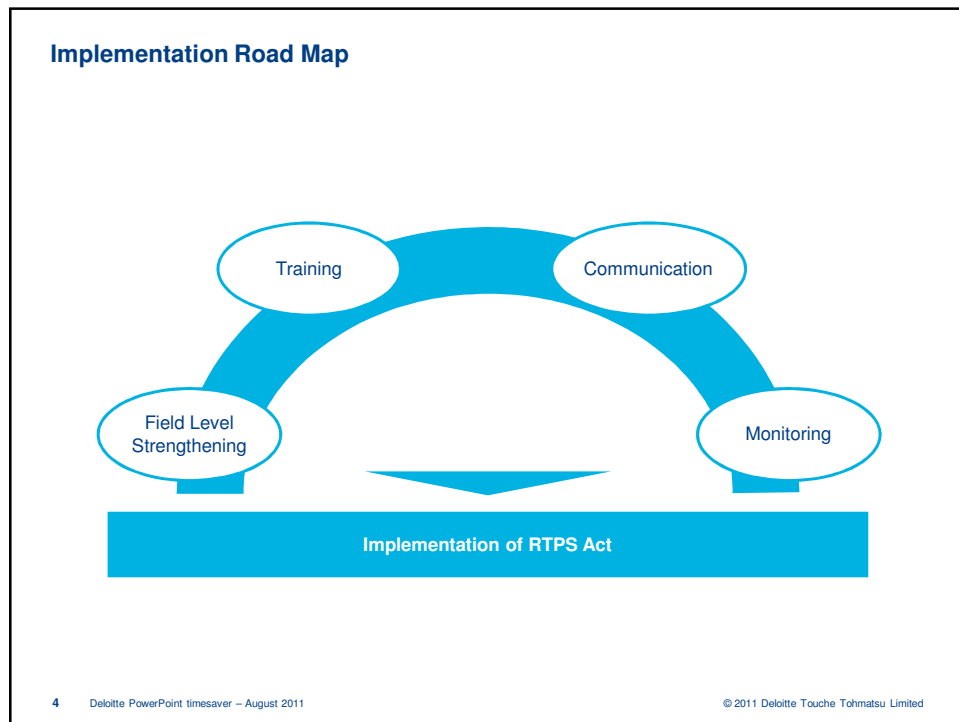 Implementation Road Map
Training
Communication
Field Level
Strengthening
Monitoring
Implementation of RTPS Act
4 Deloitte PowerPoint timesaver – August 2011
© 2011 Deloitte Touche Tohmatsu Limited